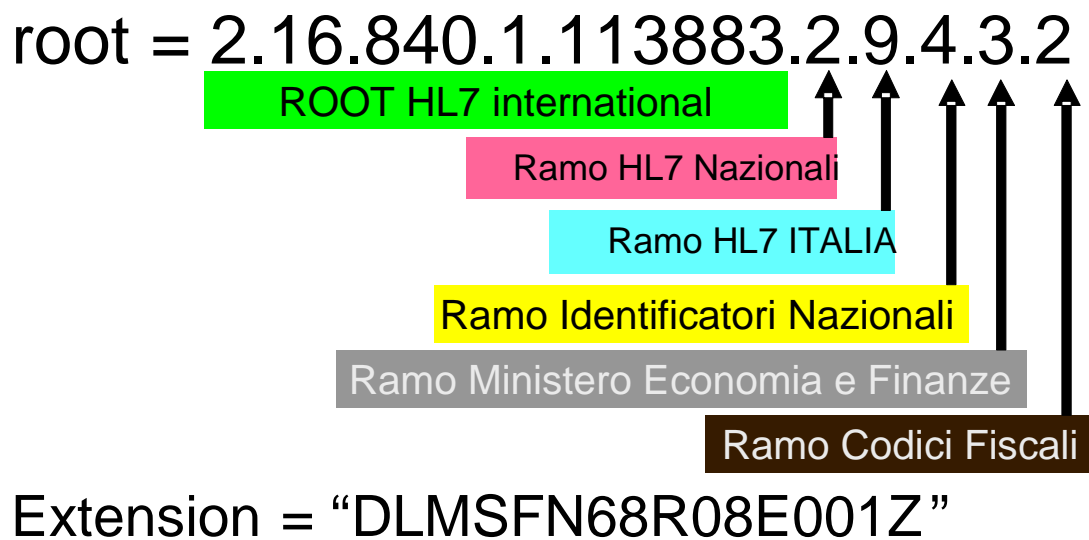 root = 2.16.840.1.113883.2.9.4.3.2
ROOT HL7 international
Ramo HL7 Nazionali
Ramo HL7 ITALIA
Ramo Identificatori Nazionali
Ramo Ministero Economia e Finanze
Ramo Codici Fiscali
Extension = “DLMSFN68R08E001Z”